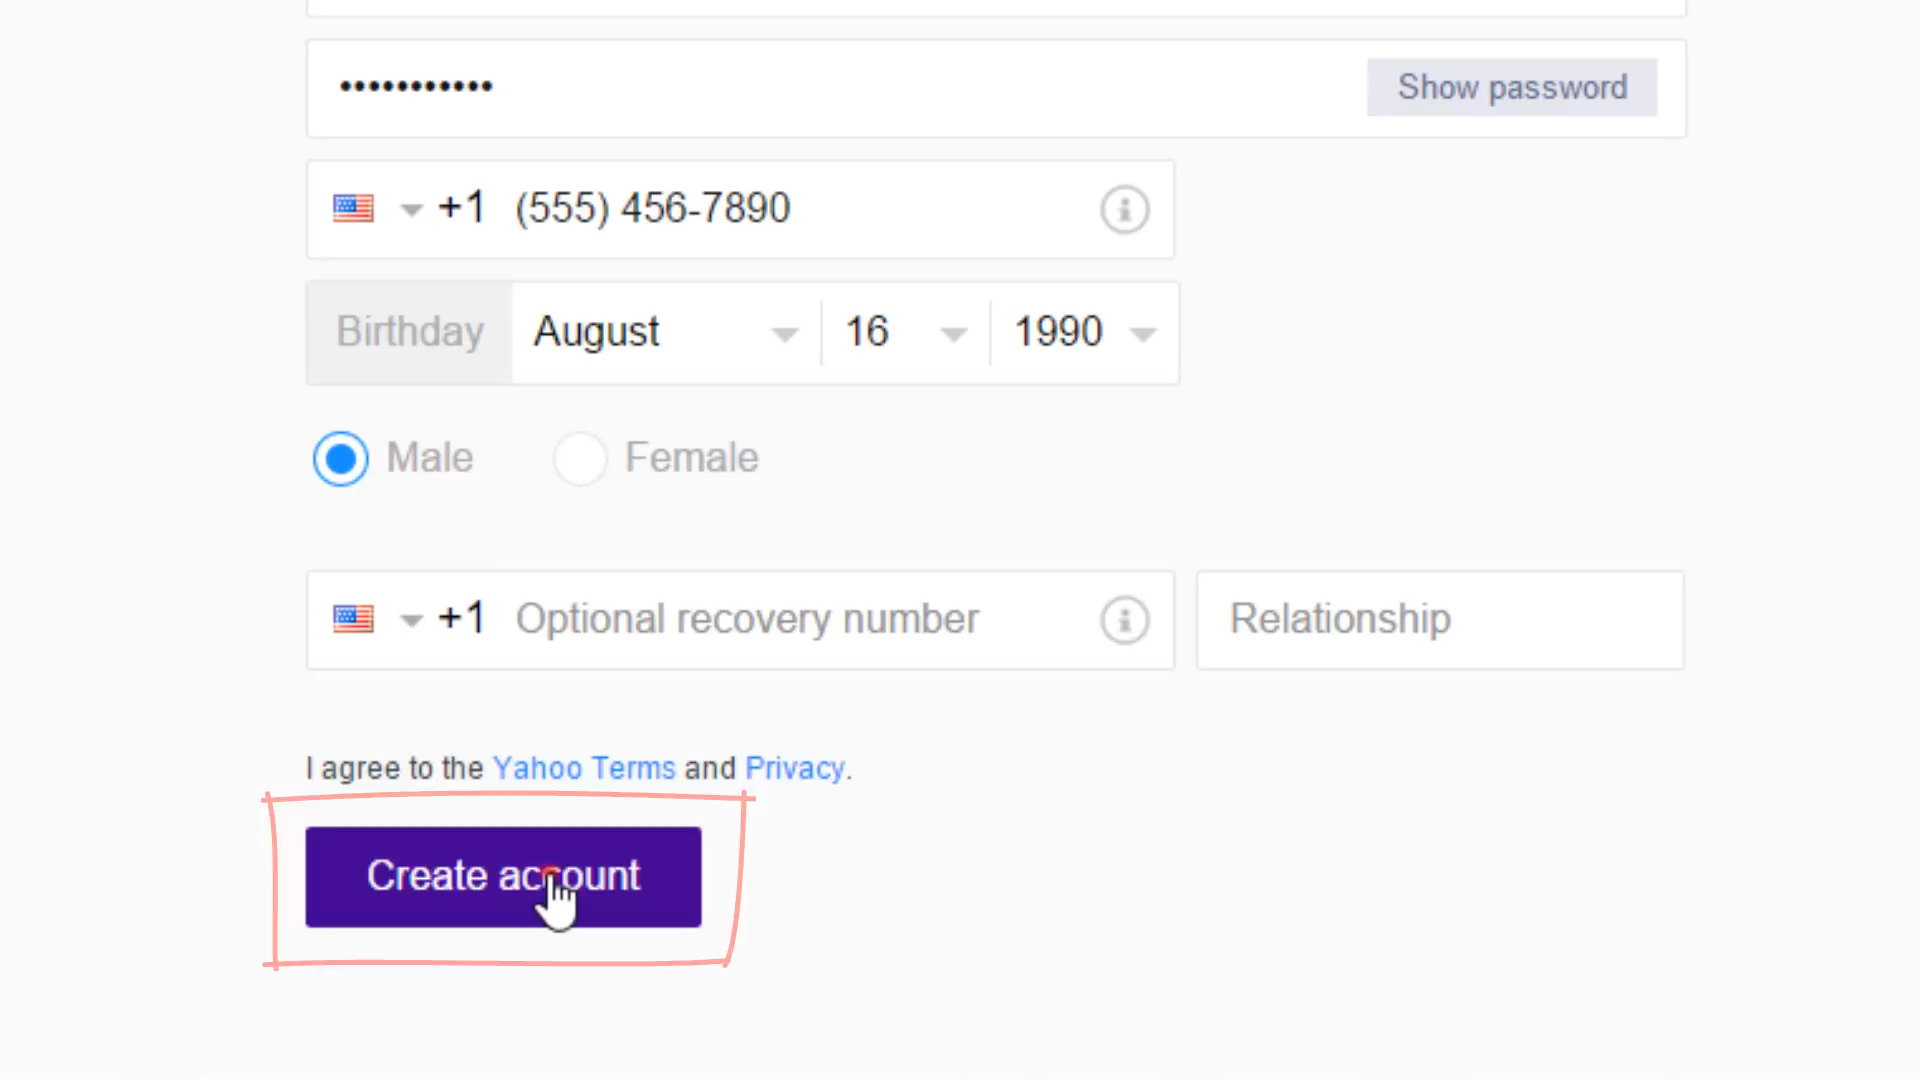 ••••••••••• Show password
+1 (555) 456-7890
Birthday August 16 1990
Male Female
+1 Optional recovery number Relationship
I agree to the Yahoo Terms and Privacy.
Create account